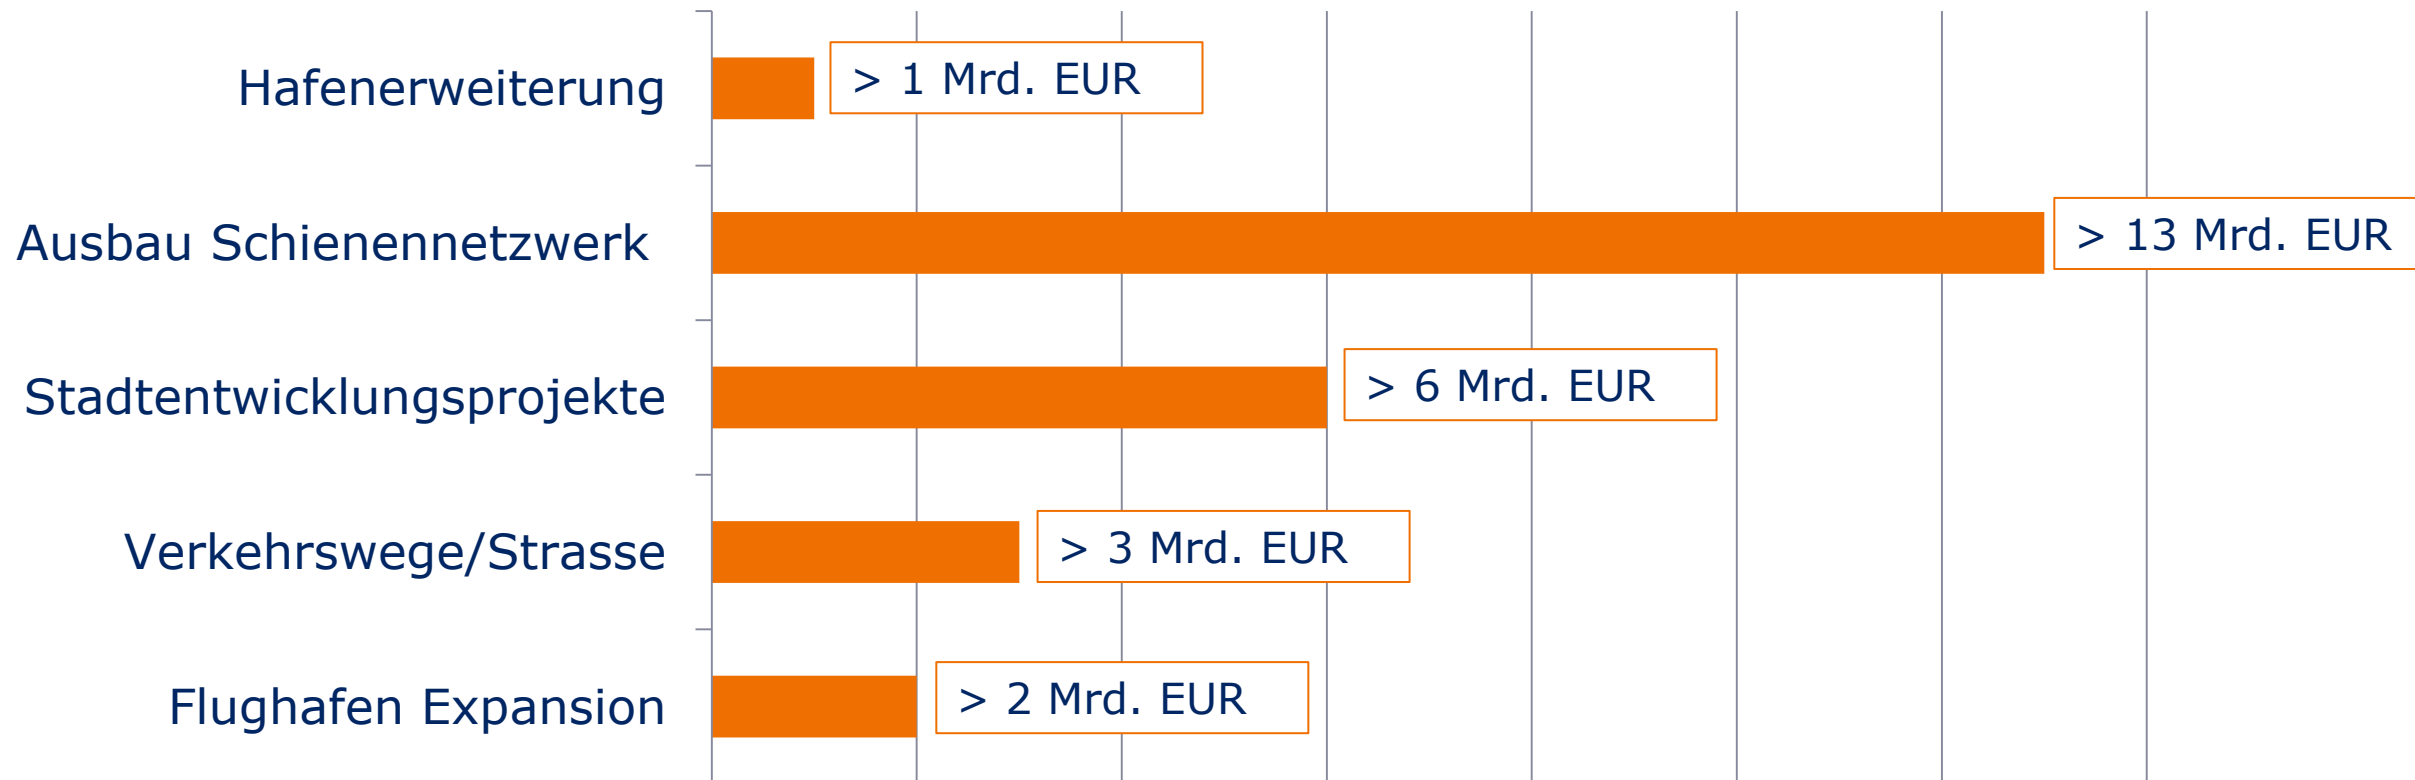 Hafenerweiterung
> 1 Mrd. EUR
Ausbau Schienennetzwerk
> 13 Mrd. EUR
Stadtentwicklungsprojekte
> 6 Mrd. EUR
Verkehrswege/Strasse
> 3 Mrd. EUR
Flughafen Expansion
> 2 Mrd. EUR